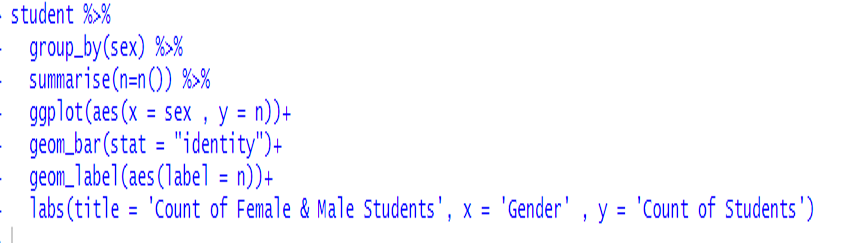 student %>%
group_by(sex) %>%
summarise(n=n()) %>%
ggplot(aes(x = sex , y = n))+
geom_bar(stat = "identity")+
geom_label(aes(label = n))+
labs(title = 'Count of Female & Male Students', x = 'Gender' , y = 'Count of Students')